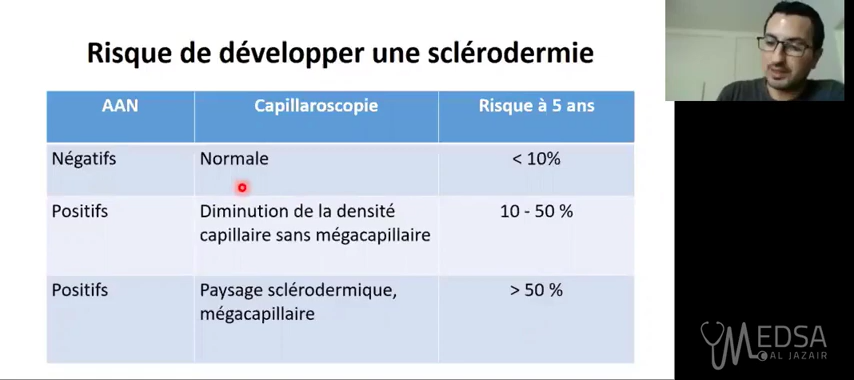 Risque de développer une sclérodermie
AAN Capillaroscopie Risque à 5 ans
Négatifs Normale < 10%
Positifs Diminution de la densité 10 - 50 %
capillaire sans mégacapillaire
Positifs Paysage sclérodermique, > 50 %
mégacapillaire
MEDSA
AL JAZAIR